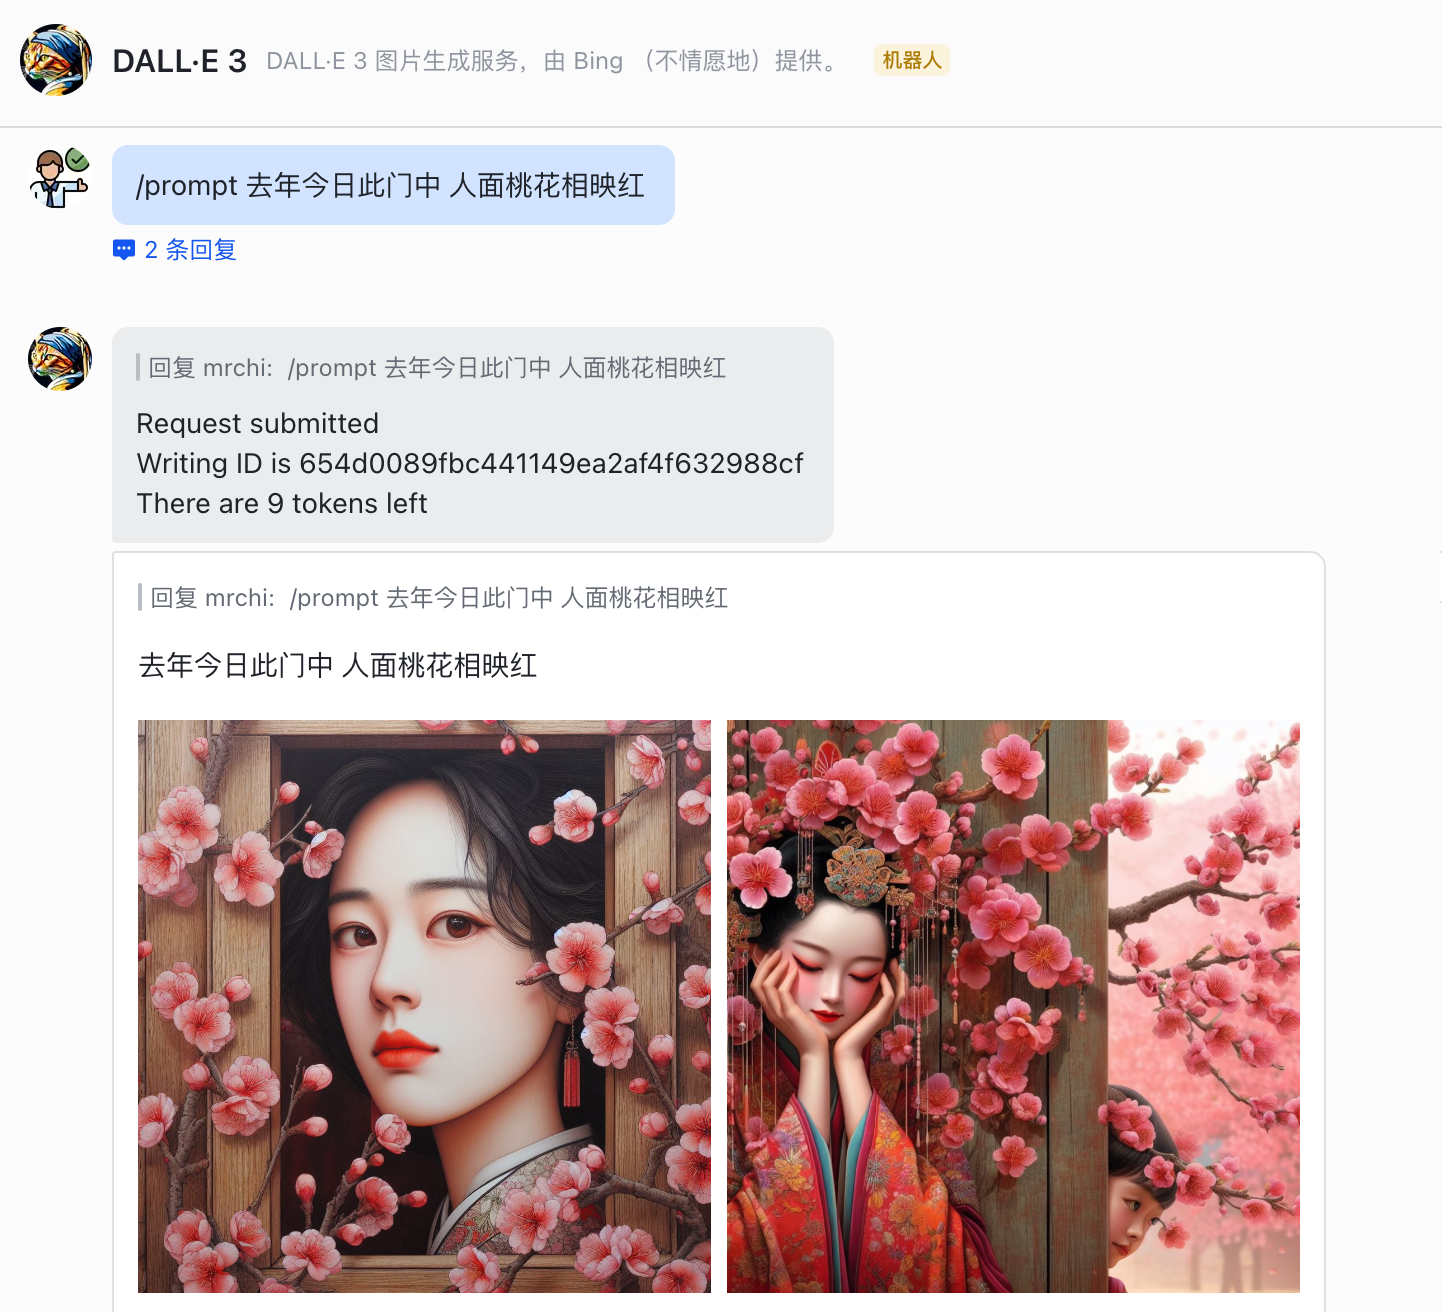 DALL·E 3 DALL·E 3 图片生成服务，由 Bing （不情愿地）提供。 机器人
/prompt 去年今日此门中 人面桃花相映红
2 条回复
回复 mrchi: /prompt 去年今日此门中 人面桃花相映红
Request submitted
Writing ID is 654d0089fbc441149ea2af4f632988cf
There are 9 tokens left
回复 mrchi: /prompt 去年今日此门中 人面桃花相映红
去年今日此门中 人面桃花相映红